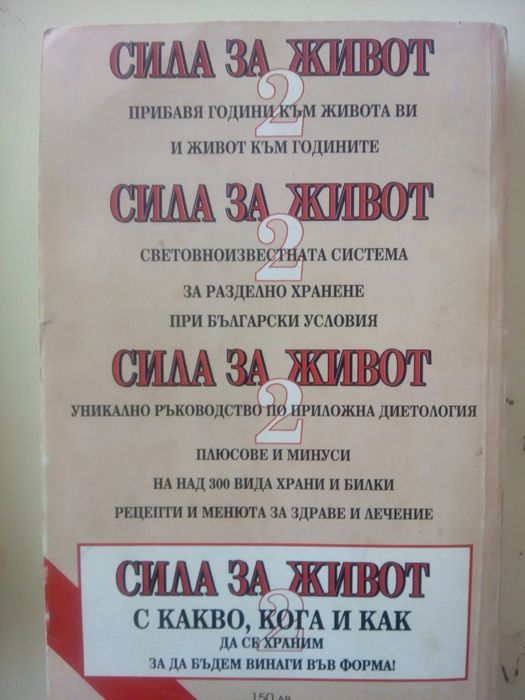 СИЛА ЗА ЖИВОТ
2
ПРИБАВЯ ГОДИНИ КЪМ ЖИВОТА ВИ
И ЖИВОТ КЪМ ГОДИНИТЕ
СИЛА ЗА ЖИВОТ
2
СВЕТОВНОИЗВЕСТНАТА СИСТЕМА
ЗА РАЗДЕЛНО ХРАНЕНЕ
ПРИ БЪЛГАРСКИ УСЛОВИЯ
СИЛА ЗА ЖИВОТ
2
УНИКАЛНО РЪКОВОДСТВО ПО ПРИЛОЖНА ДИЕТОЛОГИЯ
ПЛЮСОВЕ И МИНУСИ
НА НАД 300 ВИДА ХРАНИ И БИЛКИ
РЕЦЕПТИ И МЕНЮТА ЗА ЗДРАВЕ И ЛЕЧЕНИЕ
СИЛА ЗА ЖИВОТ
2
С КАКВО, КОГА И КАК
ДА СЕ ХРАНИМ
ЗА ДА БЪДЕМ ВИНАГИ ВЪВ ФОРМА!
150 лв